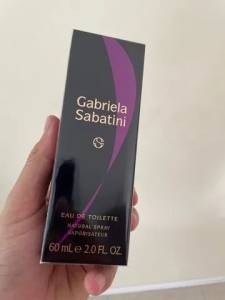 Gabriela
Sabatini
EAU DE TOILETTE
NATURAL SPRAY
VAPORISATEUR
60 mL e 2.0 FL. OZ.